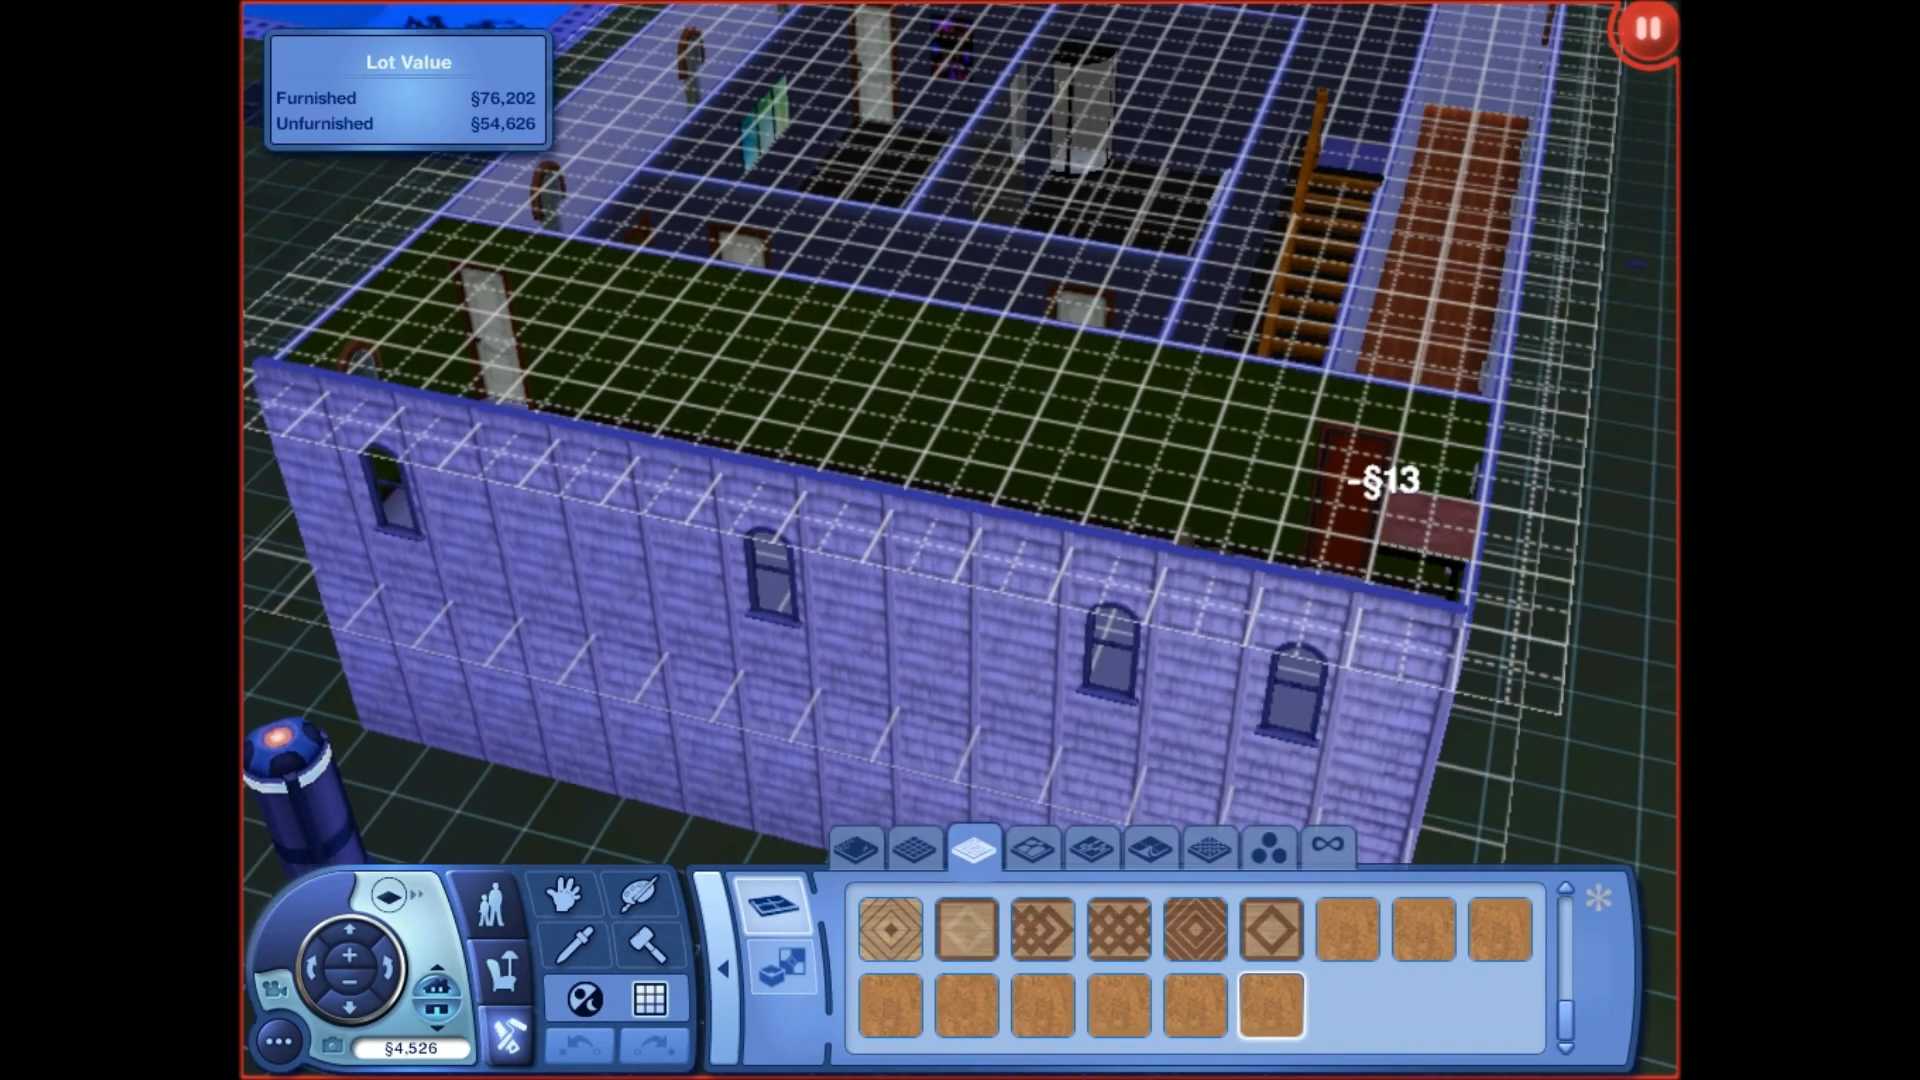 Lot Value
Furnished §76,202
Unfurnished §54,626
-§13
§4,526